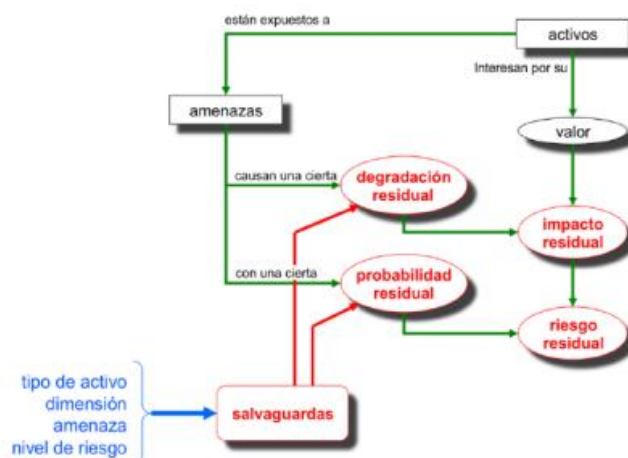 están expuestos a
activos
Interesan por su
amenazas
valor
causan una cierta
degradación
residual
impacto
residual
con una cierta
probabilidad
residual
riesgo
residual
tipo de activo
dimensión
amenaza
nivel de riesgo
salvaguardas